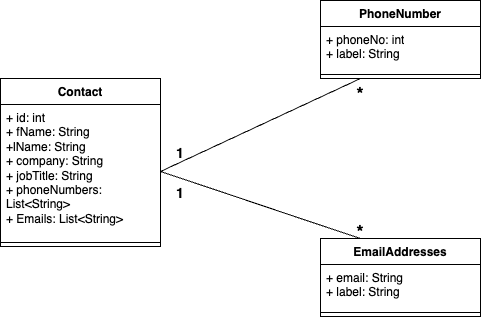 PhoneNumber
+ phoneNo: int
+ label: String
Contact
+ id: int
+ fName: String
+lName: String
+ company: String
+ jobTitle: String
+ phoneNumbers:
List<String>
+ Emails: List<String>
*
1
1
*
EmailAddresses
+ email: String
+ label: String